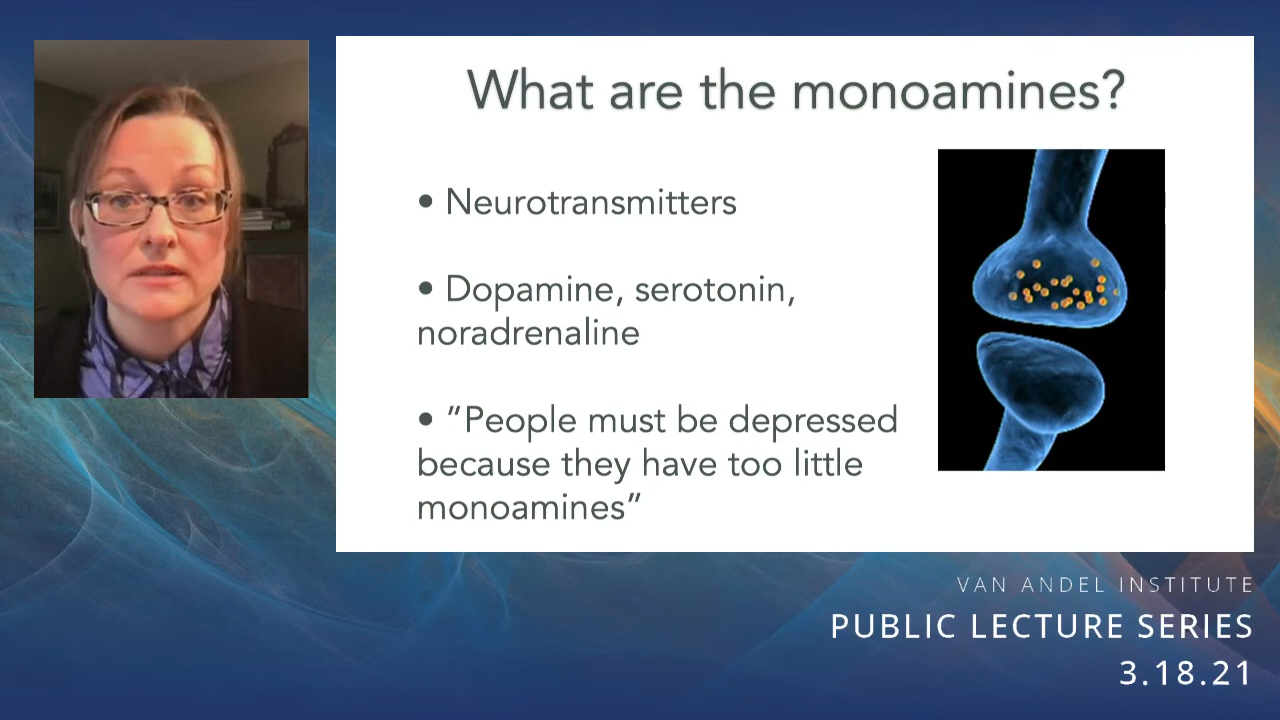 What are the monoamines?
• Neurotransmitters
• Dopamine, serotonin,
noradrenaline
• "People must be depressed
because they have too little
monoamines"
VAN ANDEL INSTITUTE
PUBLIC LECTURE SERIES
3.18.21